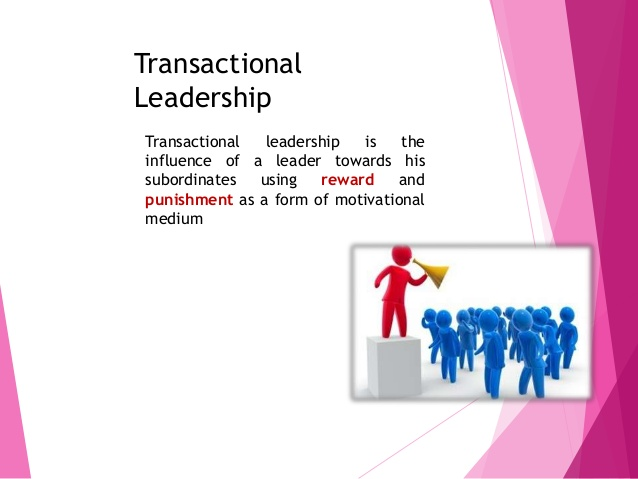 Transactional
Leadership
Transactional leadership is the
influence of a leader towards his
subordinates using reward and
punishment as a form of motivational
medium